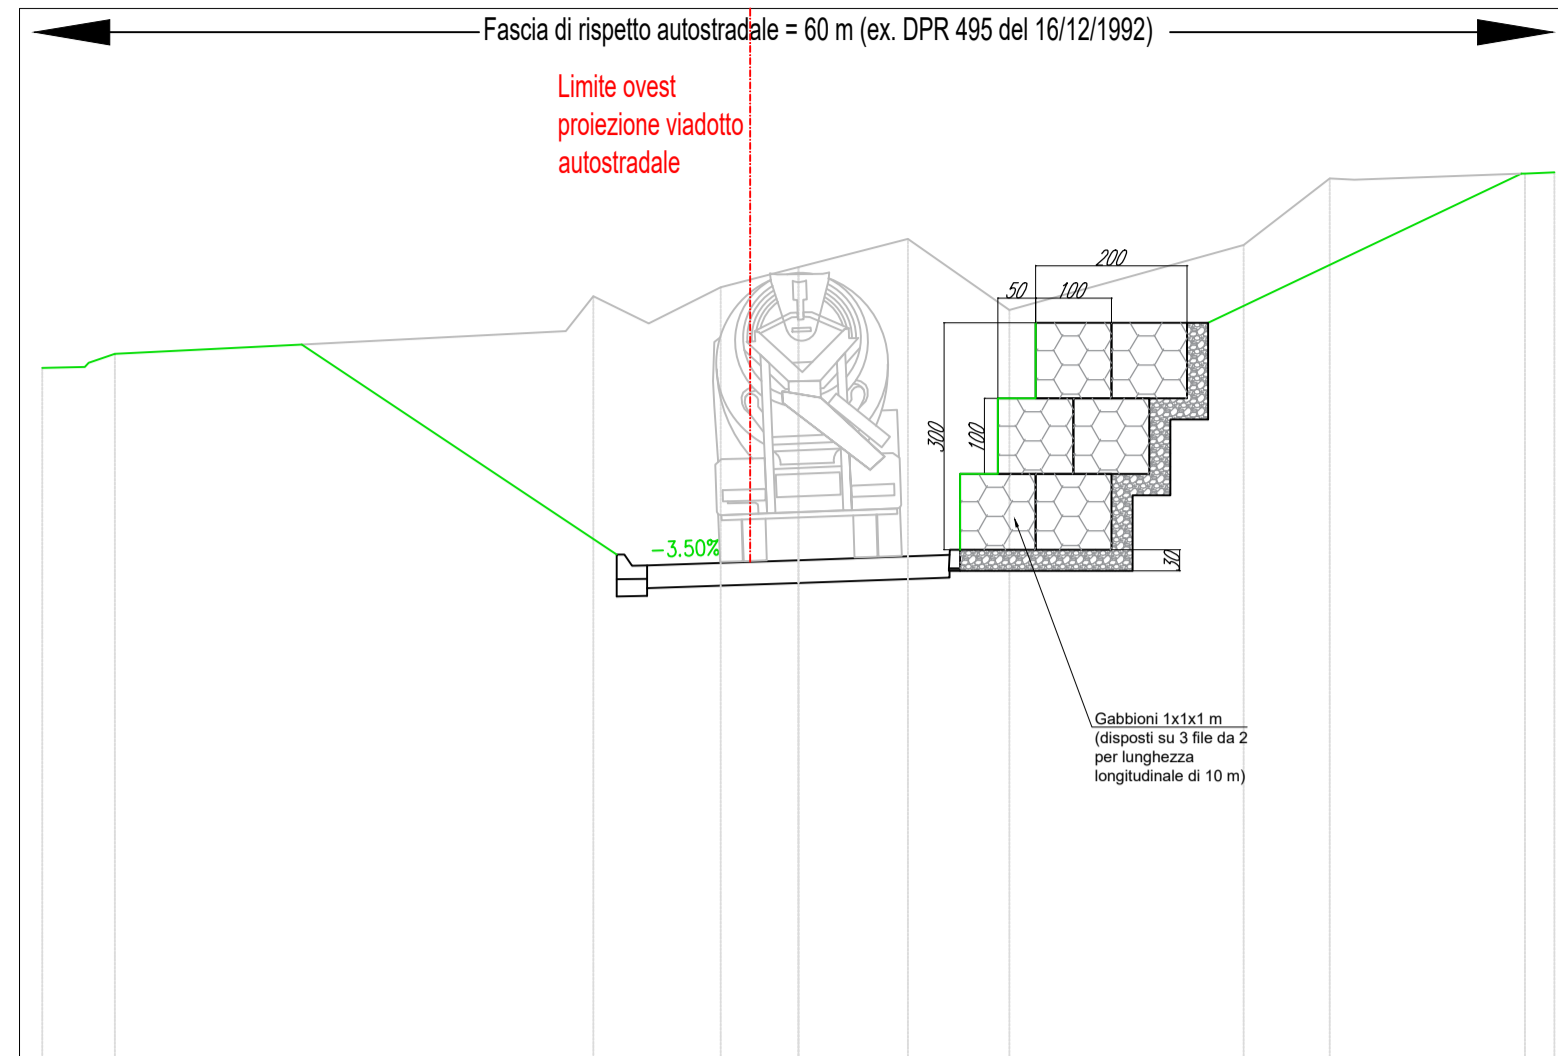 Fascia di rispetto autostradale = 60 m (ex. DPR 495 del 16/12/1992)
Limite ovest
proiezione viadotto
autostradale
200
50
100
300
100
-3.50%
30
Gabbioni 1x1x1 m
(disposti su 3 file da 2
per lunghezza
longitudinale di 10 m)